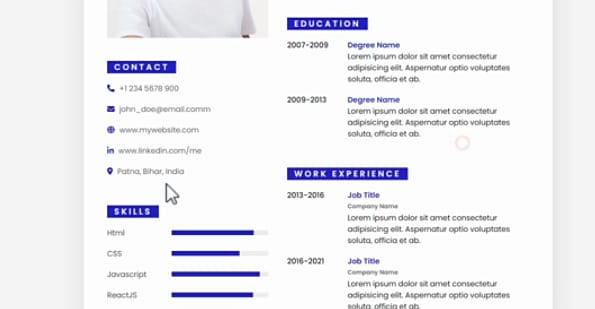 CONTACT
+1 234 5678 900
john_doe@email.comm
www.mywebsite.com
www.linkedin.com/me
Patna, Bihar, India
SKILLS
Html
CSS
Javascript
ReactJS
EDUCATION
2007-2009
Degree Name
Lorem ipsum dolor sit amet consectetur
adipisicing elit. Aspernatur optio voluptates
soluta, officia et ab.
2009-2013
Degree Name
Lorem ipsum dolor sit amet consectetur
adipisicing elit. Aspernatur optio voluptates
soluta, officia et ab.
WORK EXPERIENCE
2013-2016
Job Title
Company Name
Lorem ipsum dolor sit amet consectetur
adipisicing elit. Aspernatur optio voluptates
soluta, officia et ab.
2016-2021
Job Title
Company Name
Lorem ipsum dolor sit amet consectetur
adipisicing elit. Aspernatur optio voluptates
soluta, officia et ab.